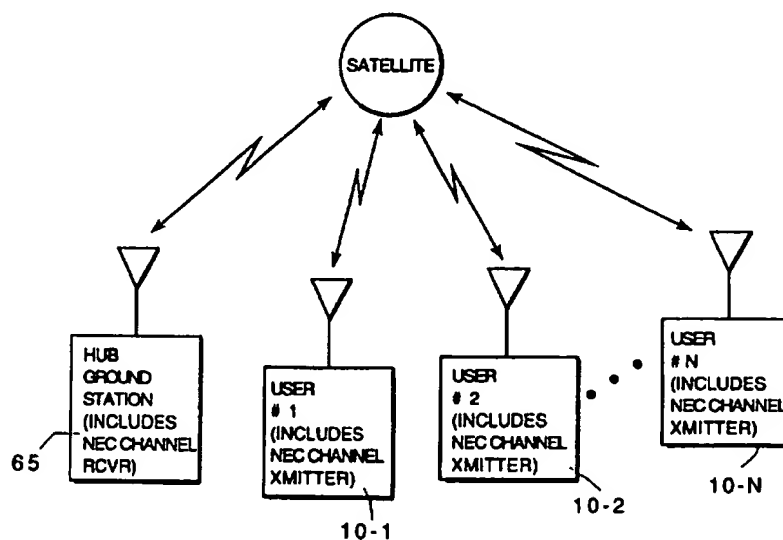 SATELLITE
HUB
GROUND
STATION
(INCLUDES
NEC CHANNEL
RCVR)
65
USER
# 1
(INCLUDES
NEC CHANNEL
XMITTER)
10-1
USER
# 2
(INCLUDES
NEC CHANNEL
XMITTER)
10-2
USER
# N
(INCLUDES
NEC CHANNEL
XMITTER)
10-N